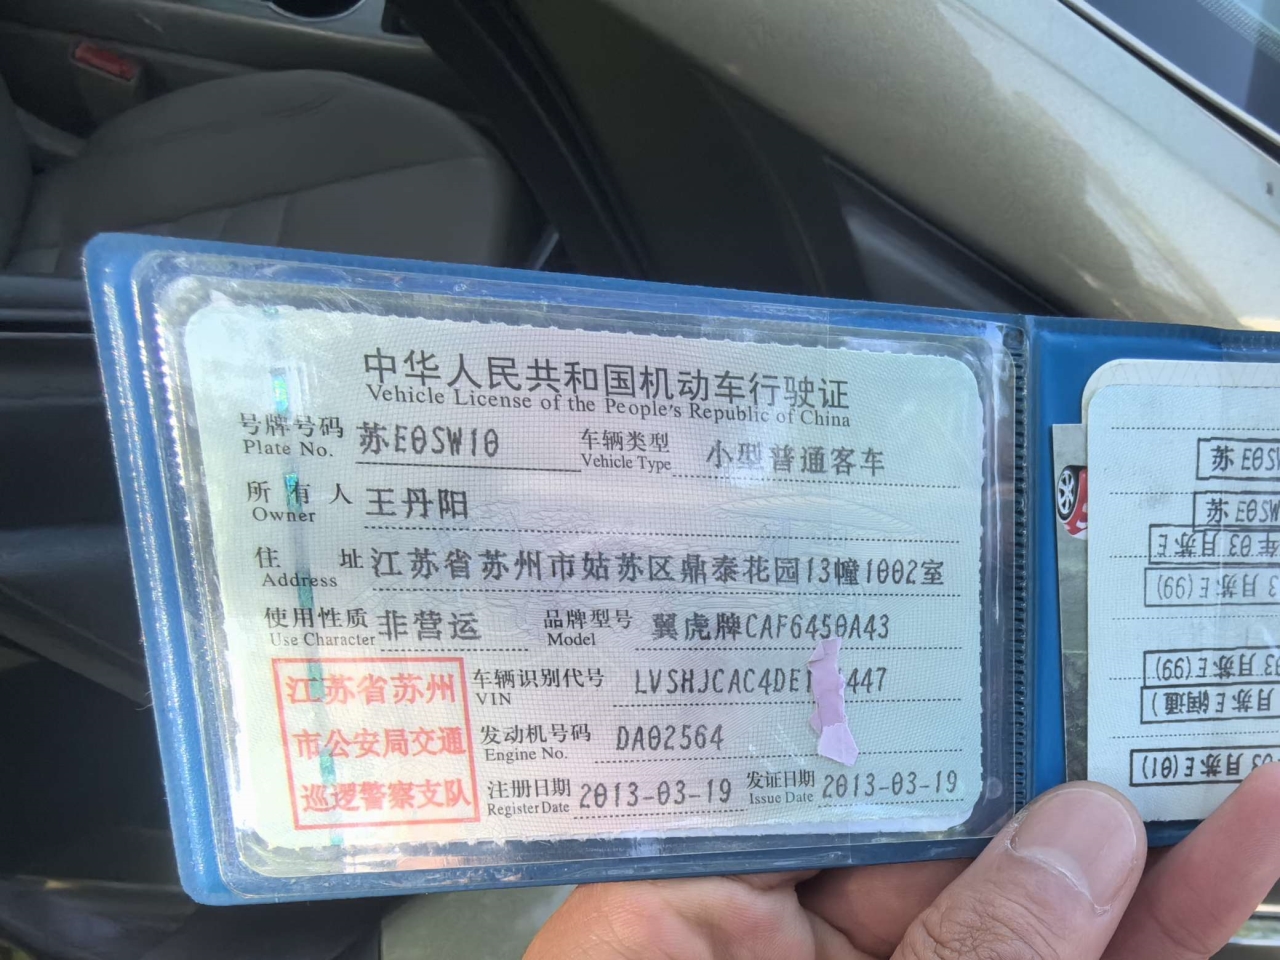 中华人民共和国机动车行驶证
Vehicle License of the People's Republic of China
号牌号码 苏E0SW10 车辆类型 小型普通客车
Plate No. Vehicle Type
所有人 王丹阳
Owner
住址 江苏省苏州市姑苏区鼎泰花园13幢1002室
Address
使用性质 非营运 品牌型号 翼虎牌CAF6450A43
Use Character Model
江苏省苏州
市公安局交通
巡逻警察支队
车辆识别代号 LVSHJCAC4DE 447
VIN
发动机号码 DA02564
Engine No.
注册日期 2013-03-19 发证日期 2013-03-19
Register Date Issue Date
苏E0SW
苏E0SW